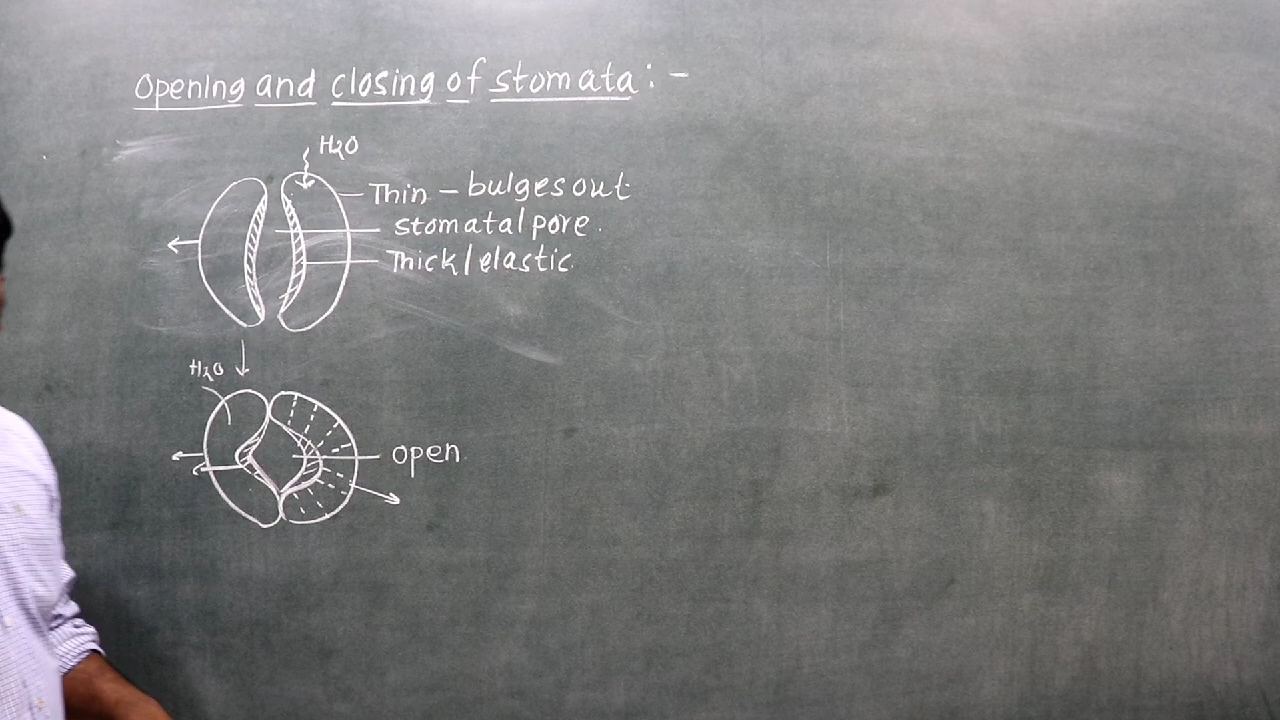 Opening and closing of stomata : -
H2O
Thin - bulges out
stomatal pore.
Thick/elastic.
H2O
open